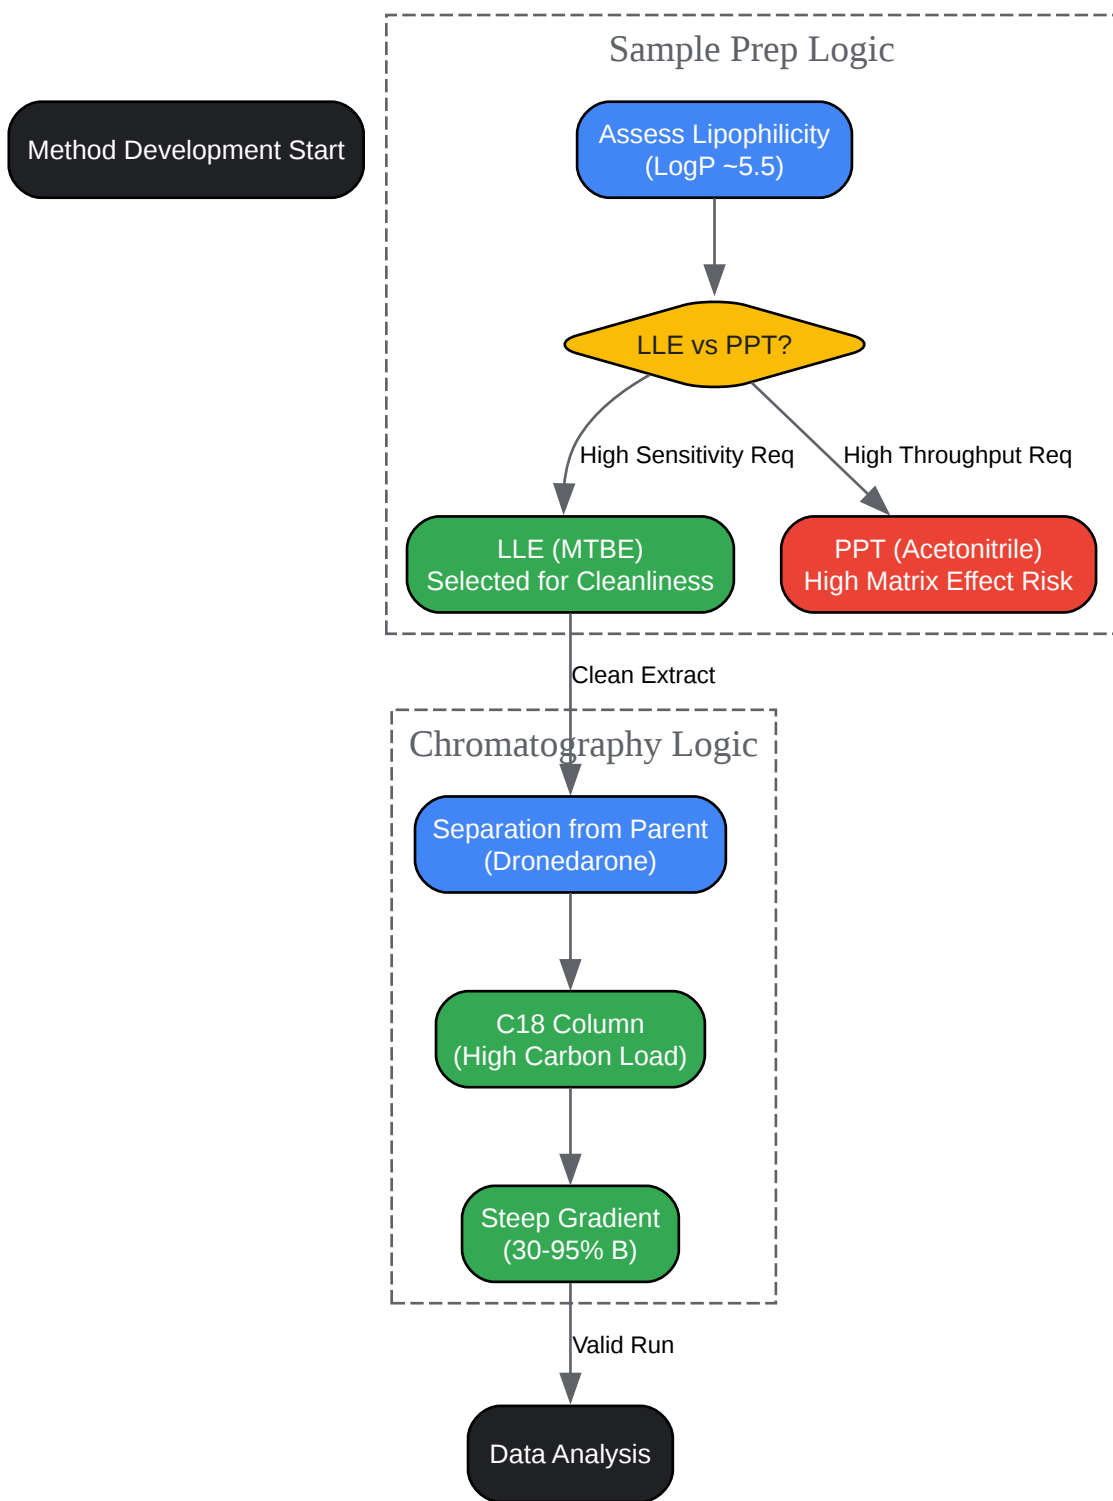 Sample Prep Logic
Method Development Start
Assess Lipophilicity
(LogP ~5.5)
LLE vs PPT?
High Sensitivity Req
High Throughput Req
LLE (MTBE)
Selected for Cleanliness
PPT (Acetonitrile)
High Matrix Effect Risk
Clean Extract
Chromatography Logic
Separation from Parent
(Dronedarone)
C18 Column
(High Carbon Load)
Steep Gradient
(30-95% B)
Valid Run
Data Analysis